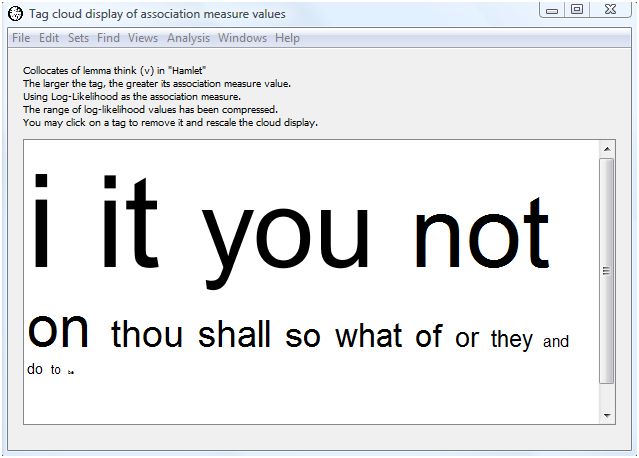 Tag cloud display of association measure values
File Edit Sets Find Views Analysis Windows Help
Collocates of lemma think (v) in "Hamlet"
The larger the tag, the greater its association measure value.
Using Log-Likelihood as the association measure.
The range of log-likelihood values has been compressed.
You may click on a tag to remove it and rescale the cloud display.
i it you not
on thou shall so what of or they and
do to